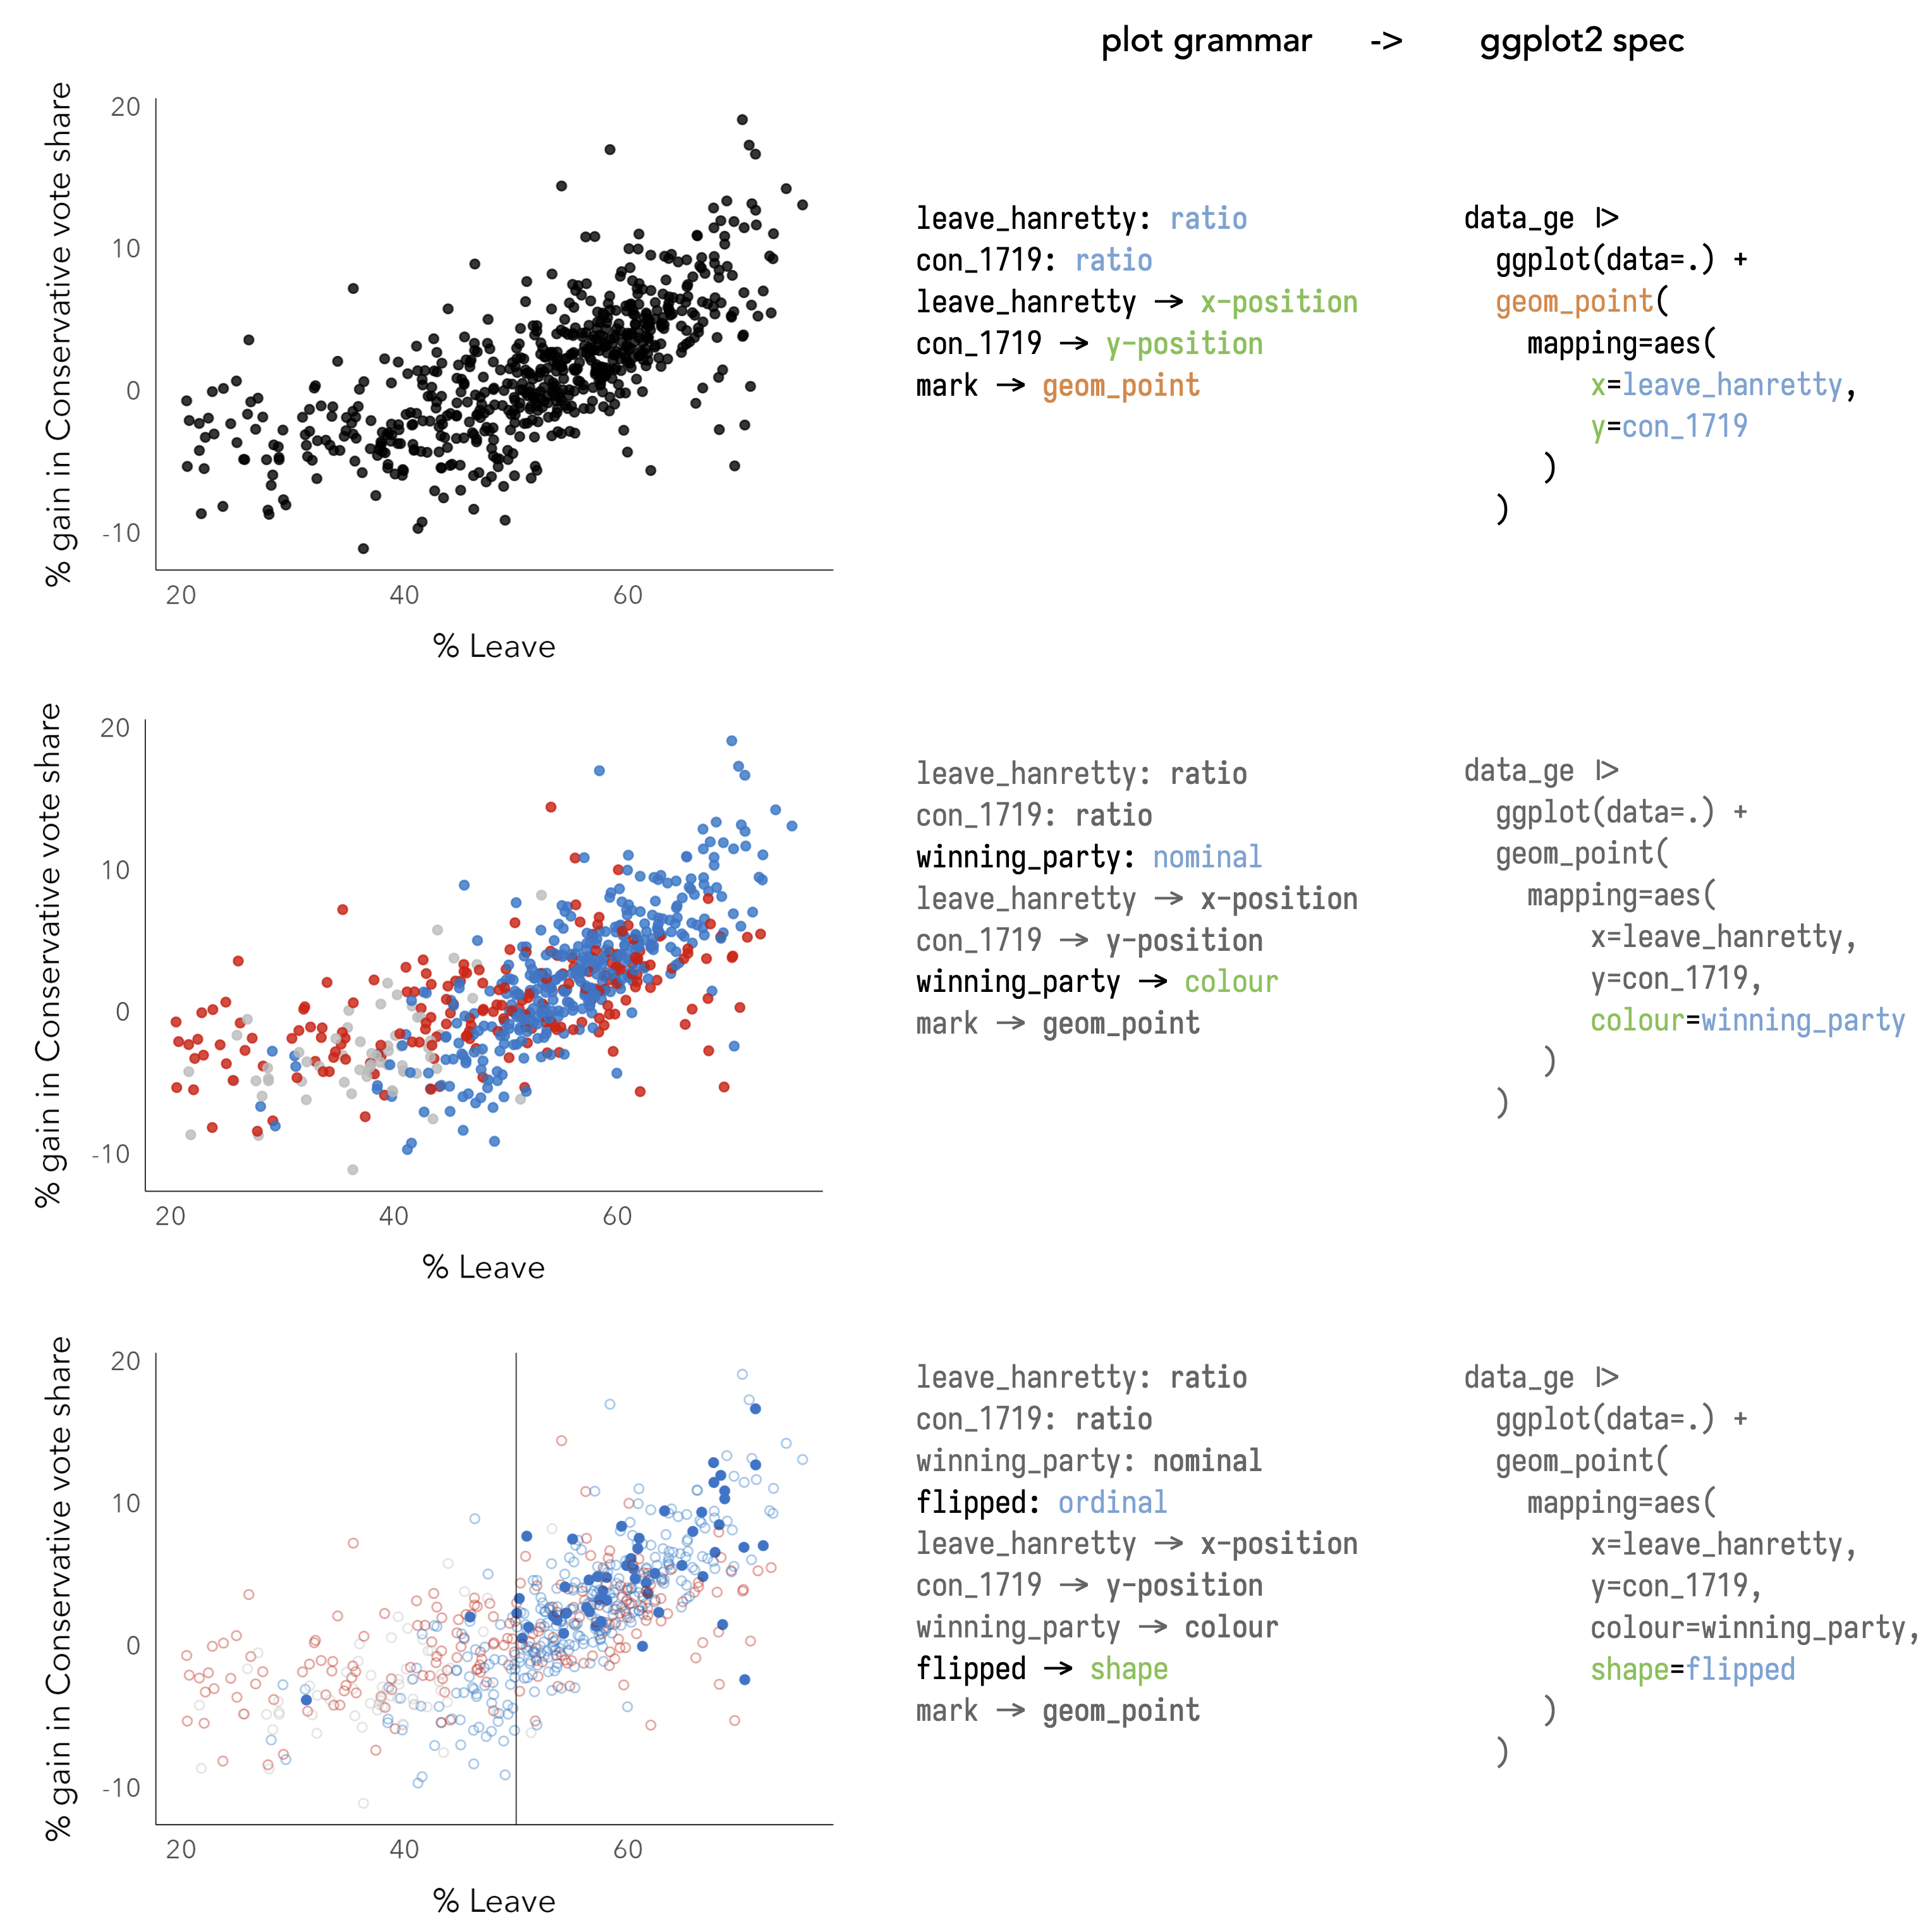 plot grammar -> ggplot2 spec
% gain in Conservative vote share
20
10
0
-10
20 40 60
% Leave
leave_hanretty: ratio
con_1719: ratio
leave_hanretty → x-position
con_1719 → y-position
mark → geom_point
data_ge |>
ggplot(data=.) +
geom_point(
mapping=aes(
x=leave_hanretty,
y=con_1719
)
)
% gain in Conservative vote share
20
10
0
-10
20 40 60
% Leave
leave_hanretty: ratio
con_1719: ratio
winning_party: nominal
leave_hanretty → x-position
con_1719 → y-position
winning_party → colour
mark → geom_point
data_ge |>
ggplot(data=.) +
geom_point(
mapping=aes(
x=leave_hanretty,
y=con_1719,
colour=winning_party
)
)
% gain in Conservative vote share
20
10
0
-10
20 40 60
% Leave
leave_hanretty: ratio
con_1719: ratio
winning_party: nominal
flipped: ordinal
leave_hanretty → x-position
con_1719 → y-position
winning_party → colour
flipped → shape
mark → geom_point
data_ge |>
ggplot(data=.) +
geom_point(
mapping=aes(
x=leave_hanretty,
y=con_1719,
colour=winning_party,
shape=flipped
)
)